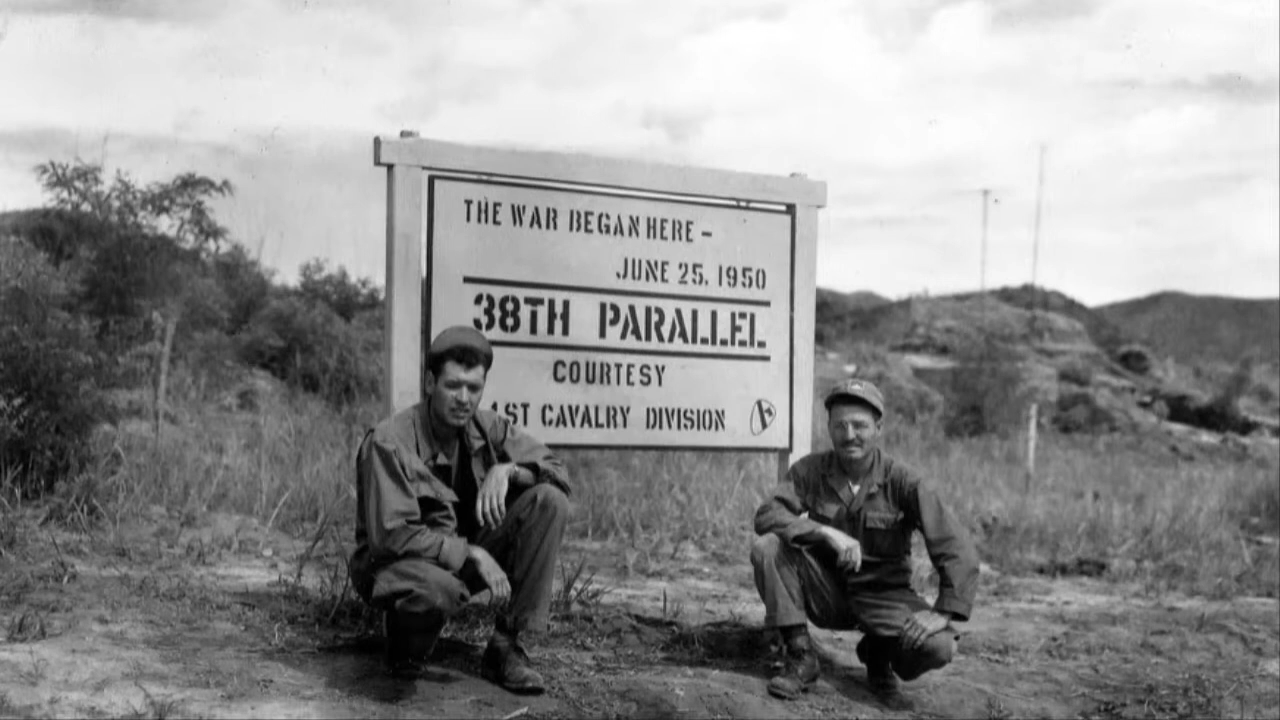 THE WAR BEGAN HERE –
JUNE 25, 1950
38TH PARALLEL
COURTESY
1ST CAVALRY DIVISION